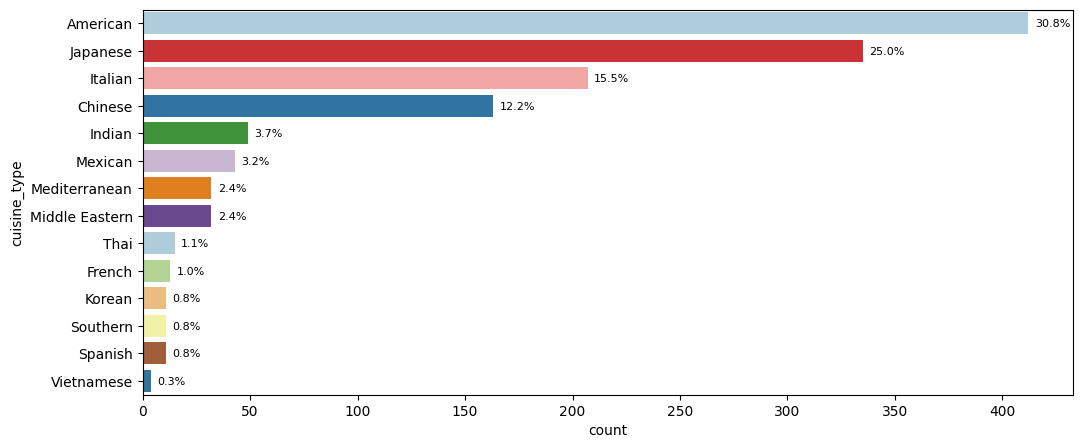 American 30.8%
Japanese 25.0%
Italian 15.5%
Chinese 12.2%
Indian 3.7%
Mexican 3.2%
Mediterranean 2.4%
Middle Eastern 2.4%
Thai 1.1%
French 1.0%
Korean 0.8%
Southern 0.8%
Spanish 0.8%
Vietnamese 0.3%
cuisine_type
0 50 100 150 200 250 300 350 400
count